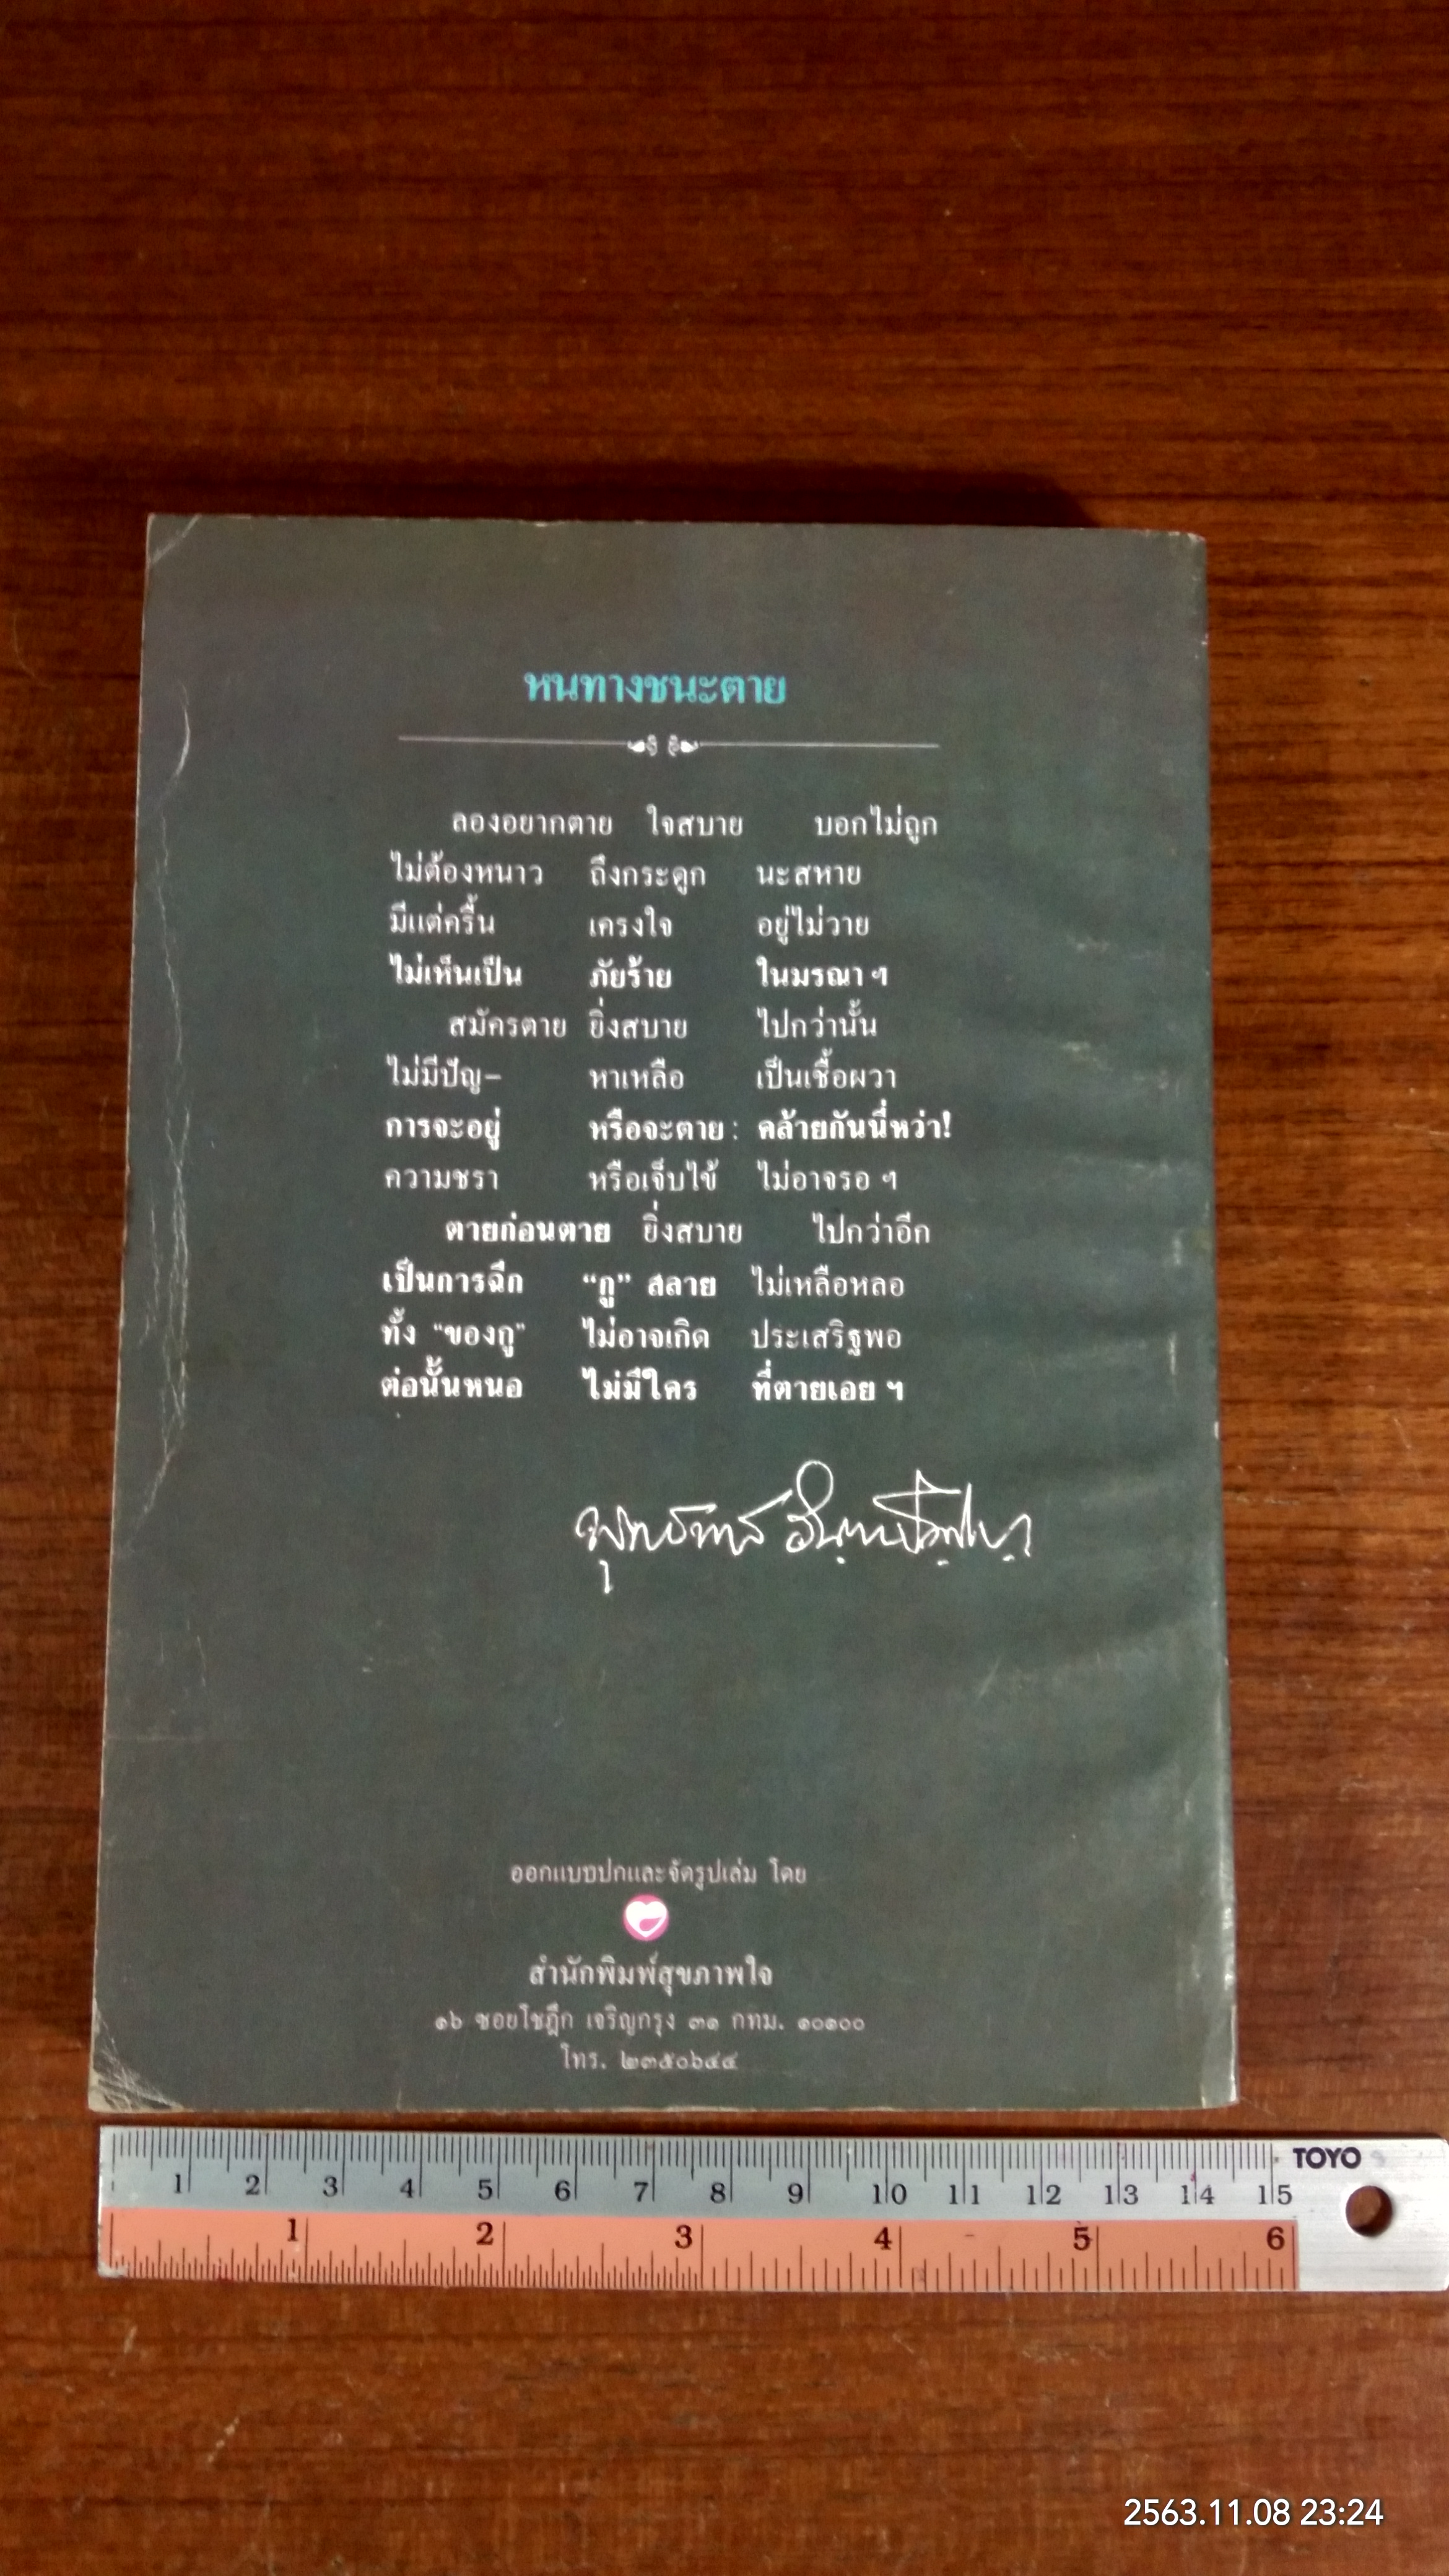 หนทางชนะตาย
ลองอยากตาย ใจสบาย บอกไม่ถูก
ไม่ต้องหนาว ถึงกระดูก นะสหาย
มีแต่ครื้น เครงใจ อยู่ไม่วาย
ไม่เห็นเป็น ภัยร้าย ในมรณา ฯ
สมัครตาย ยิ่งสบาย ไปกว่านั้น
ไม่มีปัญ- หาเหลือ เป็นเชื้อผวา
การจะอยู่ หรือจะตาย : คล้ายกันนี่หว่า!
ความชรา หรือเจ็บไข้ ไม่อาจรอ ฯ
ตายก่อนตาย ยิ่งสบาย ไปกว่าอีก
เป็นการฉีก “กู” สลาย ไม่เหลือหลอ
ทั้ง “ของกู” ไม่อาจเกิด ประเสริฐพอ
ต่อนั้นหนอ ไม่มีใคร ที่ตายเอย ฯ
พุทธทาส อินฺทปญฺโญ
ออกแบบปกและจัดรูปเล่ม โดย
สำนักพิมพ์สุขภาพใจ
๑๖ ซอยโชฎึก เจริญกรุง ๓๑ กทม. ๑๐๑๐๐
โทร. ๒๓๕๐๖๔๔
TOYO
1 2 3 4 5 6 7 8 9 10 11 12 13 14 15
1 2 3 4 5 6
2563.11.08 23:24